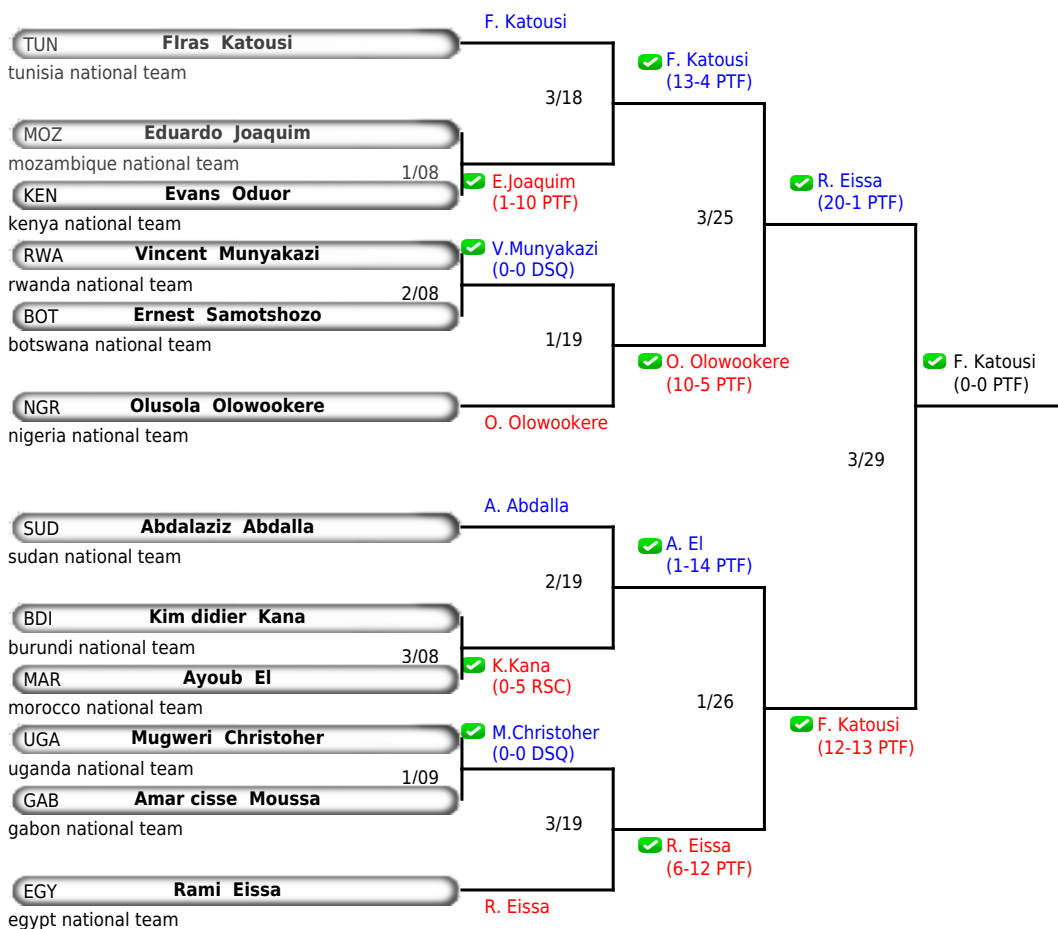 F. Katousi
TUN FIras Katousi
tunisia national team
F. Katousi
(13-4 PTF)
3/18
MOZ Eduardo Joaquim
mozambique national team
1/08
E.Joaquim
(1-10 PTF)
KEN Evans Oduor
kenya national team
R. Eissa
(20-1 PTF)
3/25
RWA Vincent Munyakazi
rwanda national team
V.Munyakazi
(0-0 DSQ)
2/08
BOT Ernest Samotshozo
botswana national team
1/19
O. Olowookere
(10-5 PTF)
F. Katousi
(0-0 PTF)
NGR Olusola Olowookere
nigeria national team
O. Olowookere
3/29
A. Abdalla
SUD Abdalaziz Abdalla
sudan national team
A. El
(1-14 PTF)
2/19
BDI Kim didier Kana
burundi national team
3/08
K.Kana
(0-5 RSC)
MAR Ayoub El
morocco national team
1/26
F. Katousi
(12-13 PTF)
UGA Mugweri Christoher
uganda national team
M.Christoher
(0-0 DSQ)
1/09
GAB Amar cisse Moussa
gabon national team
3/19
R. Eissa
(6-12 PTF)
EGY Rami Eissa
egypt national team
R. Eissa